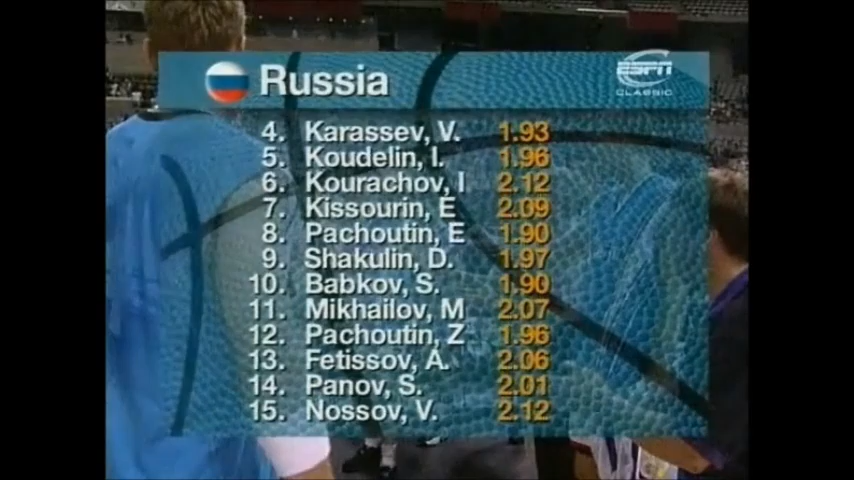 Russia
ESPN
CLASSIC
4. Karassev, V. 1.93
5. Koudelin, I. 1.96
6. Kourachov, I 2.12
7. Kissourin, E 2.09
8. Pachoutin, E 1.90
9. Shakulin, D. 1.97
10. Babkov, S. 1.90
11. Mikhailov, M 2.07
12. Pachoutin, Z 1.96
13. Fetissov, A. 2.06
14. Panov, S. 2.01
15. Nossov, V. 2.12